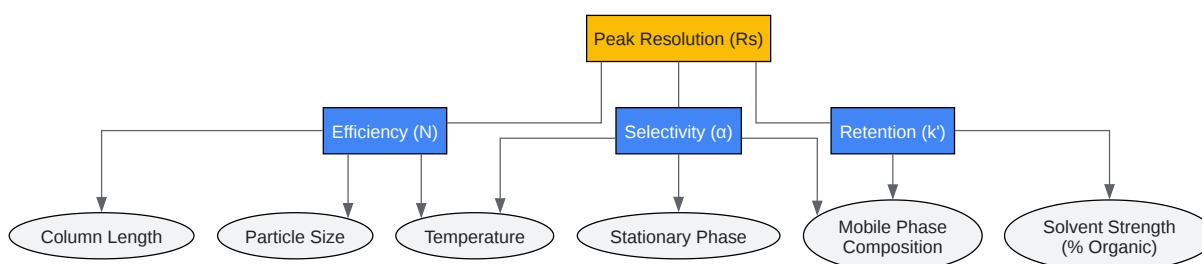 Peak Resolution (Rs)
Efficiency (N)
Selectivity (α)
Retention (k')
Column Length
Particle Size
Temperature
Stationary Phase
Mobile Phase
Composition
Solvent Strength
(% Organic)